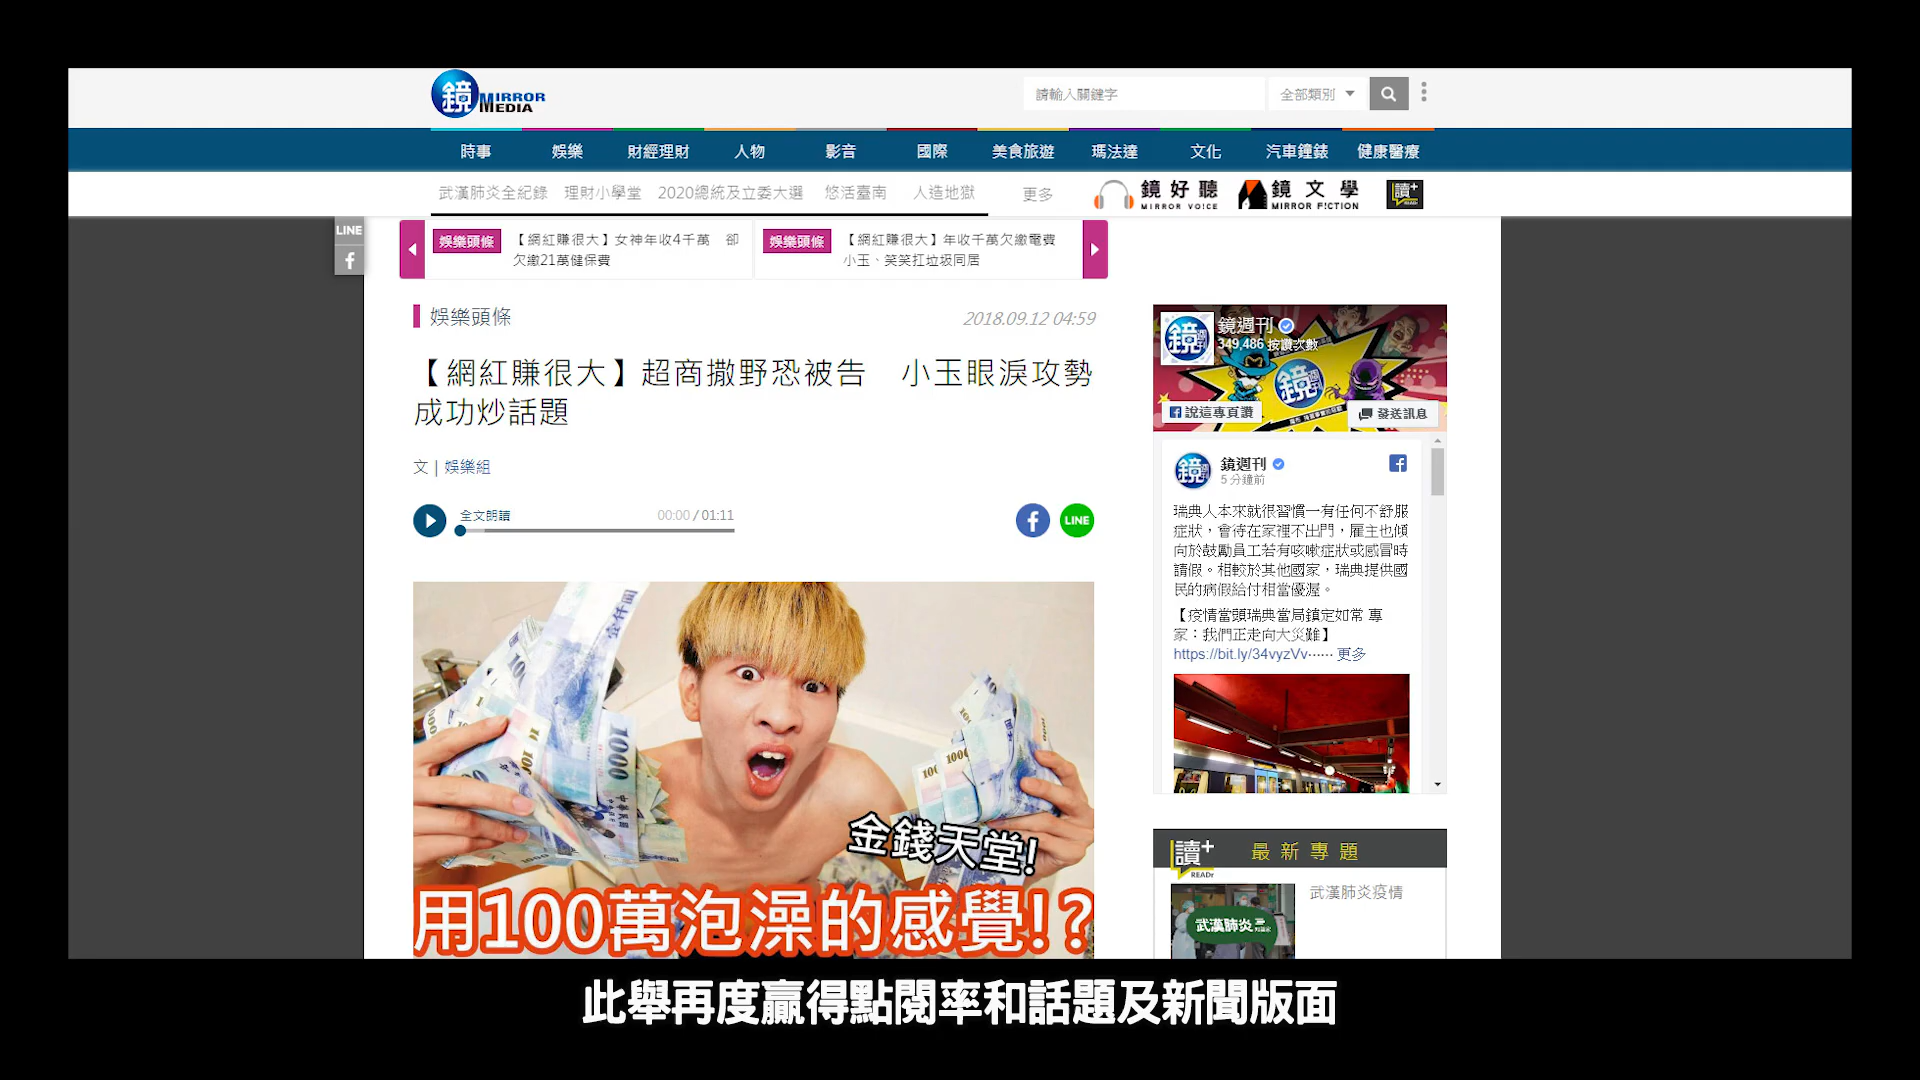 鏡 MIRROR MEDIA
請輸入關鍵字
全部類別
時事 娛樂 財經理財 人物 影音 國際 美食旅遊 瑪法達 文化 汽車鐘錶 健康醫療
武漢肺炎全紀錄 理財小學堂 2020總統及立委大選 悠活臺南 人造地獄 更多
鏡好聽 MIRROR VOICE
鏡文學 MIRROR FICTION
讀+ READr
LINE
娛樂頭條 【網紅賺很大】女神年收4千萬 卻
欠繳21萬健保費
娛樂頭條 【網紅賺很大】年收千萬欠繳電費
小玉、笑笑扛垃圾同居
娛樂頭條
2018.09.12 04:59
【網紅賺很大】超商撒野恐被告 小玉眼淚攻勢
成功炒話題
文 | 娛樂組
全文朗讀
00:00 / 01:11
LINE
1000
金錢天堂!
用100萬泡澡的感覺!?
鏡週刊
349,486 按讚次數
鏡
說這專頁讚
發送訊息
鏡週刊
5 分鐘前
瑞典人本來就很習慣一有任何不舒服
症狀，會待在家裡不出門，雇主也傾
向於鼓勵員工若有咳嗽症狀或感冒時
請假。相較於其他國家，瑞典提供國
民的病假給付相當優渥。
【疫情當頭瑞典當局鎮定如常 專
家：我們正走向大災難】
https://bit.ly/34vyzVv⋯⋯ 更多
讀+ READr
最新專題
武漢肺炎
武漢肺炎疫情
此舉再度贏得點閱率和話題及新聞版面